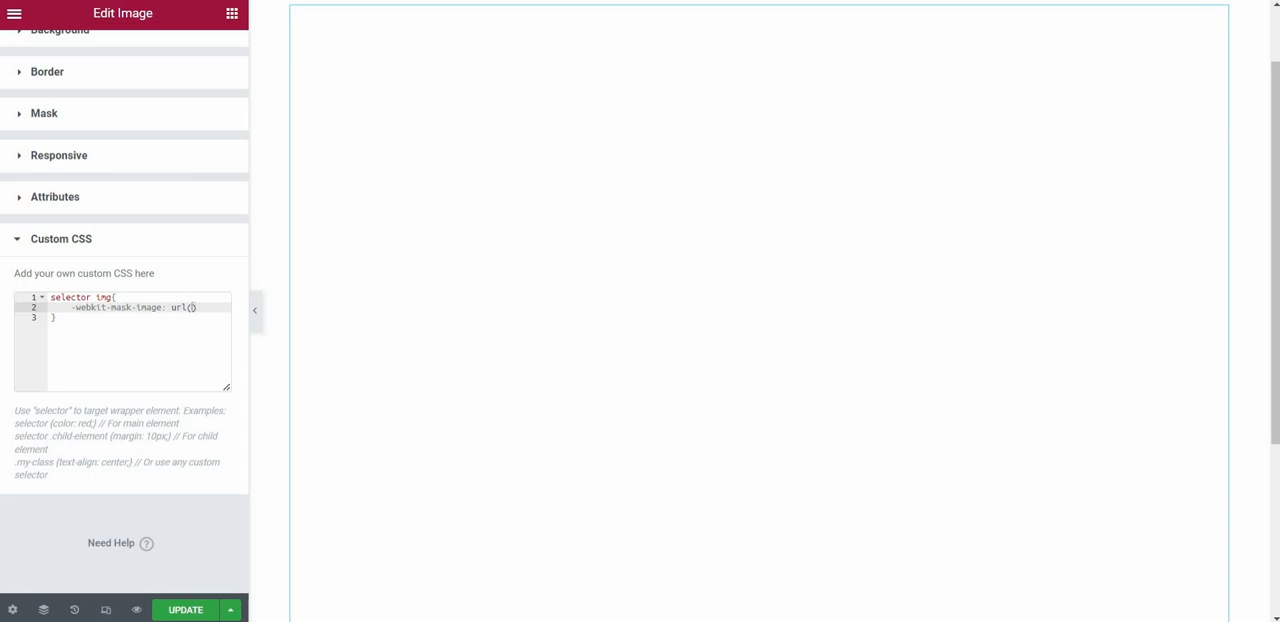 Edit Image
Background
Border
Mask
Responsive
Attributes
Custom CSS
Add your own custom CSS here
1 selector img{
2 -webkit-mask-image: url()
3 }
Use "selector" to target wrapper element. Examples:
selector {color: red;} // For main element
selector .child-element {margin: 10px;} // For child
element
.my-class {text-align: center;} // Or use any custom
selector
Need Help ?
UPDATE